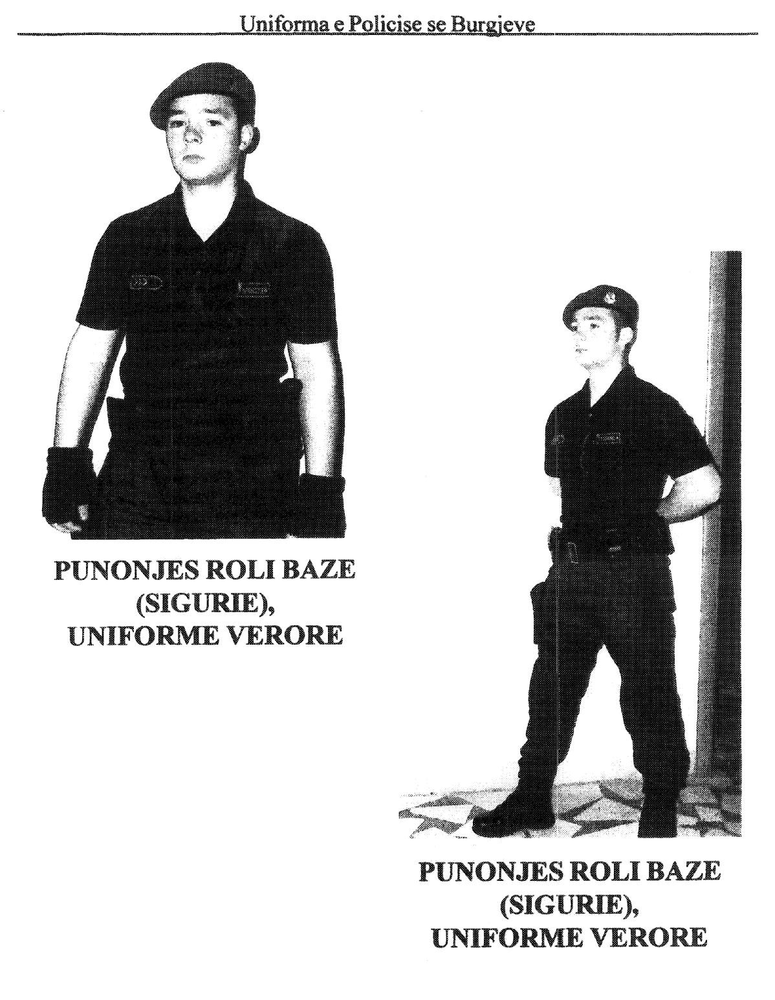 Uniforma e Policise se Burgjeve
PUNONJES ROLI BAZE
(SIGURIE),
UNIFORME VERORE
PUNONJES ROLI BAZE
(SIGURIE),
UNIFORME VERORE